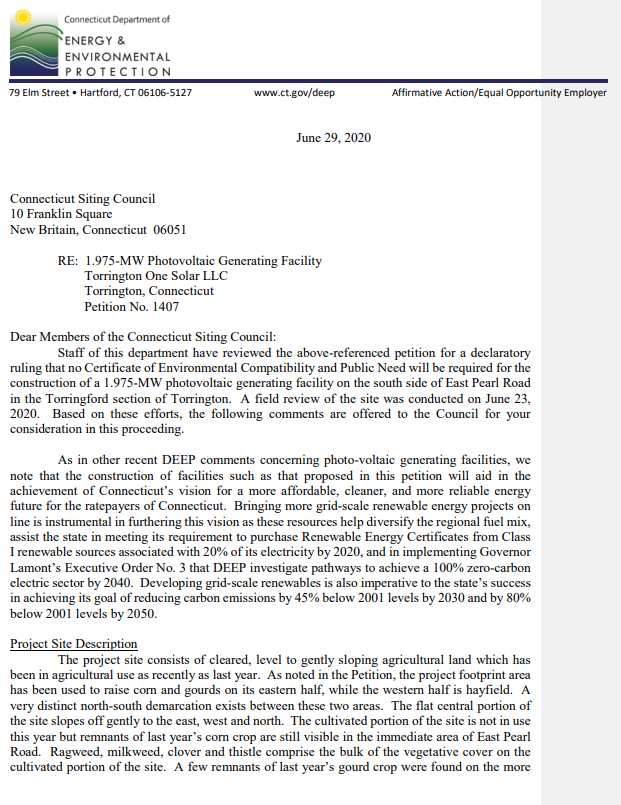 Connecticut Department of
ENERGY &
ENVIRONMENTAL
PROTECTION
79 Elm Street • Hartford, CT 06106-5127 www.ct.gov/deep Affirmative Action/Equal Opportunity Employer
June 29, 2020
Connecticut Siting Council
10 Franklin Square
New Britain, Connecticut 06051
RE: 1.975-MW Photovoltaic Generating Facility
Torrington One Solar LLC
Torrington, Connecticut
Petition No. 1407
Dear Members of the Connecticut Siting Council:
Staff of this department have reviewed the above-referenced petition for a declaratory
ruling that no Certificate of Environmental Compatibility and Public Need will be required for the
construction of a 1.975-MW photovoltaic generating facility on the south side of East Pearl Road
in the Torringford section of Torrington. A field review of the site was conducted on June 23,
2020. Based on these efforts, the following comments are offered to the Council for your
consideration in this proceeding.
As in other recent DEEP comments concerning photo-voltaic generating facilities, we
note that the construction of facilities such as that proposed in this petition will aid in the
achievement of Connecticut's vision for a more affordable, cleaner, and more reliable energy
future for the ratepayers of Connecticut. Bringing more grid-scale renewable energy projects on
line is instrumental in furthering this vision as these resources help diversify the regional fuel mix,
assist the state in meeting its requirement to purchase Renewable Energy Certificates from Class
I renewable sources associated with 20% of its electricity by 2020, and in implementing Governor
Lamont's Executive Order No. 3 that DEEP investigate pathways to achieve a 100% zero-carbon
electric sector by 2040. Developing grid-scale renewables is also imperative to the state's success
in achieving its goal of reducing carbon emissions by 45% below 2001 levels by 2030 and by 80%
below 2001 levels by 2050.
Project Site Description
The project site consists of cleared, level to gently sloping agricultural land which has
been in agricultural use as recently as last year. As noted in the Petition, the project footprint area
has been used to raise corn and gourds on its eastern half, while the western half is hayfield. A
very distinct north-south demarcation exists between these two areas. The flat central portion of
the site slopes off gently to the east, west and north. The cultivated portion of the site is not in use
this year but remnants of last year's corn crop are still visible in the immediate area of East Pearl
Road. Ragweed, milkweed, clover and thistle comprise the bulk of the vegetative cover on the
cultivated portion of the site. A few remnants of last year's gourd crop were found on the more